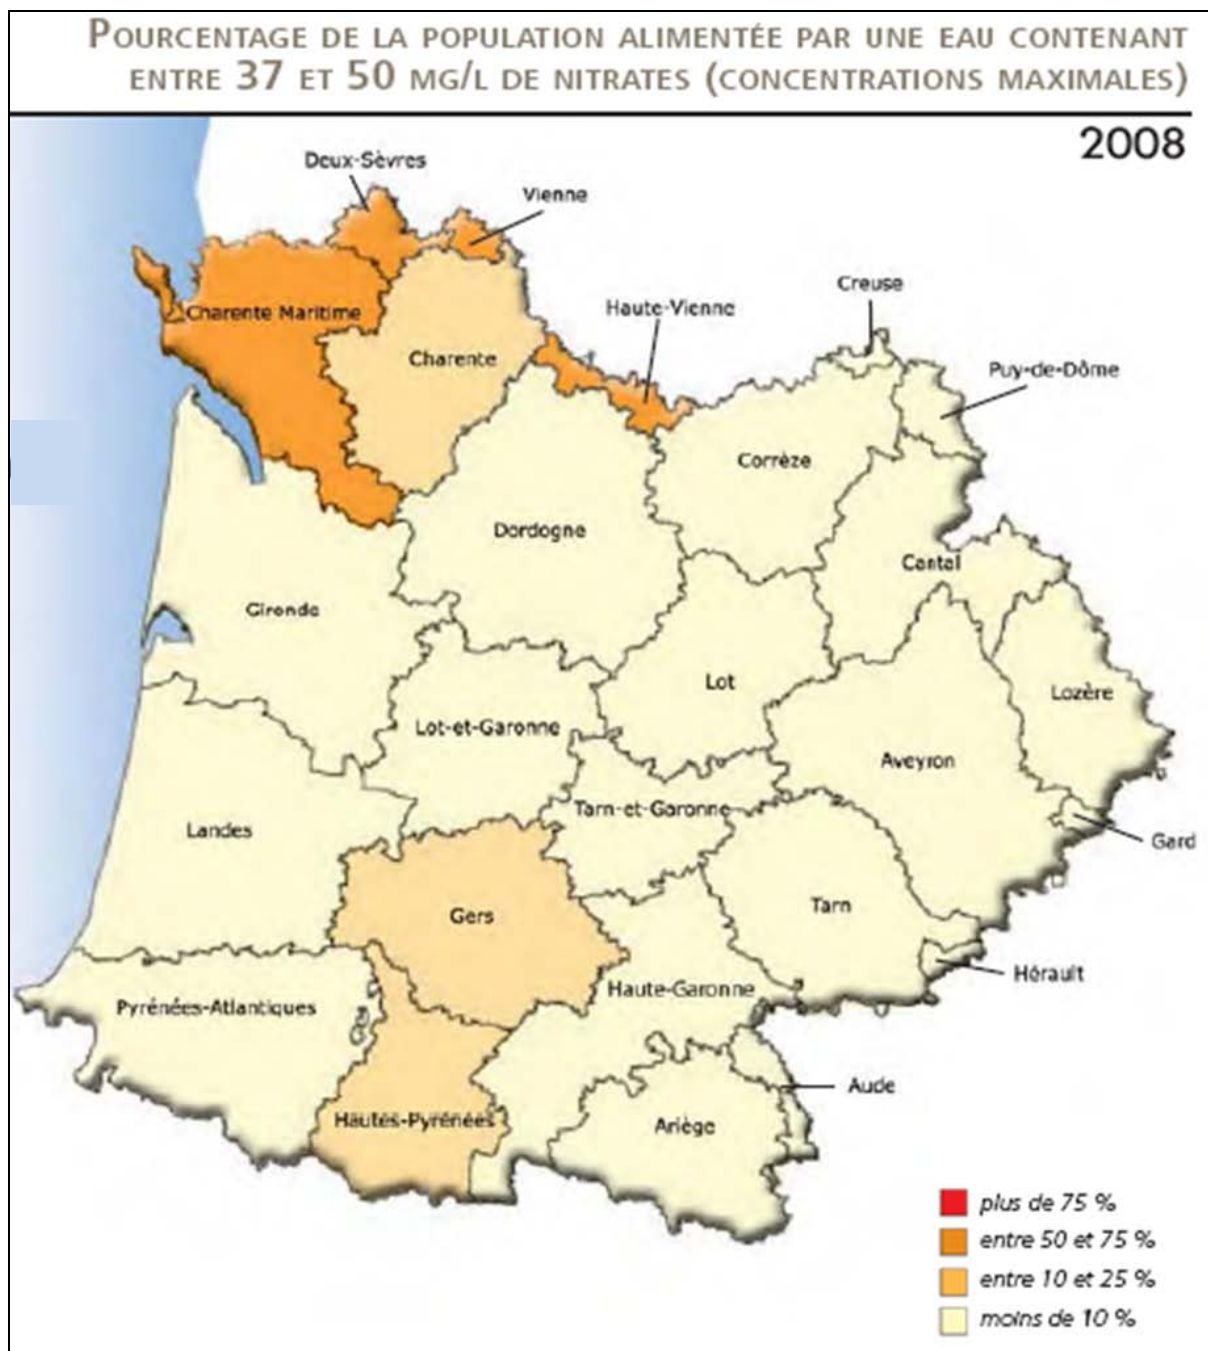 POURCENTAGE DE LA POPULATION ALIMENTÉE PAR UNE EAU CONTENANT
ENTRE 37 ET 50 MG/L DE NITRATES (CONCENTRATIONS MAXIMALES)
2008
Deux-Sèvres
Vienne
Creuse
Haute-Vienne
Charente Maritime
Charente
Puy-de-Dôme
Corrèze
Dordogne
Cantal
Gironde
Lot
Lozère
Lot-et-Garonne
Aveyron
Tarn-et-Garonne
Landes
Gard
Tarn
Gers
Hérault
Haute-Garonne
Pyrénées-Atlantiques
Aude
Hautes-Pyrénées
Ariège
plus de 75 %
entre 50 et 75 %
entre 10 et 25 %
moins de 10 %